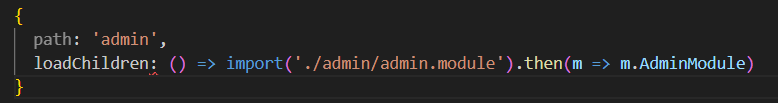 {
path: 'admin',
loadChildren: () => import('./admin/admin.module').then(m => m.AdminModule)
}